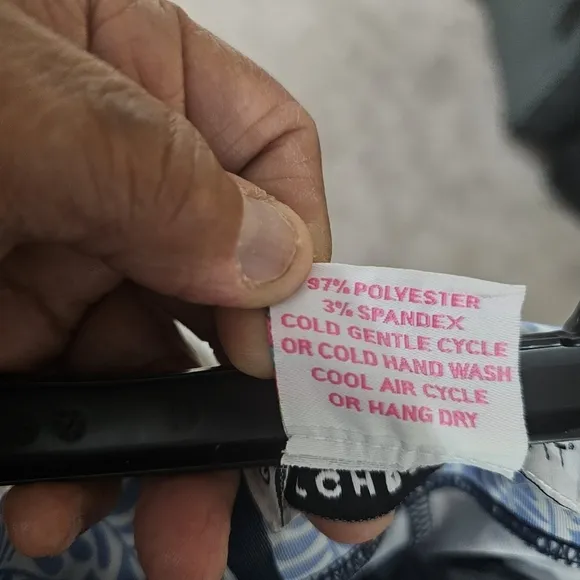 97% POLYESTER
3% SPANDEX
COLD GENTLE CYCLE
OR COLD HAND WASH
COOL AIR CYCLE
OR HANG DRY